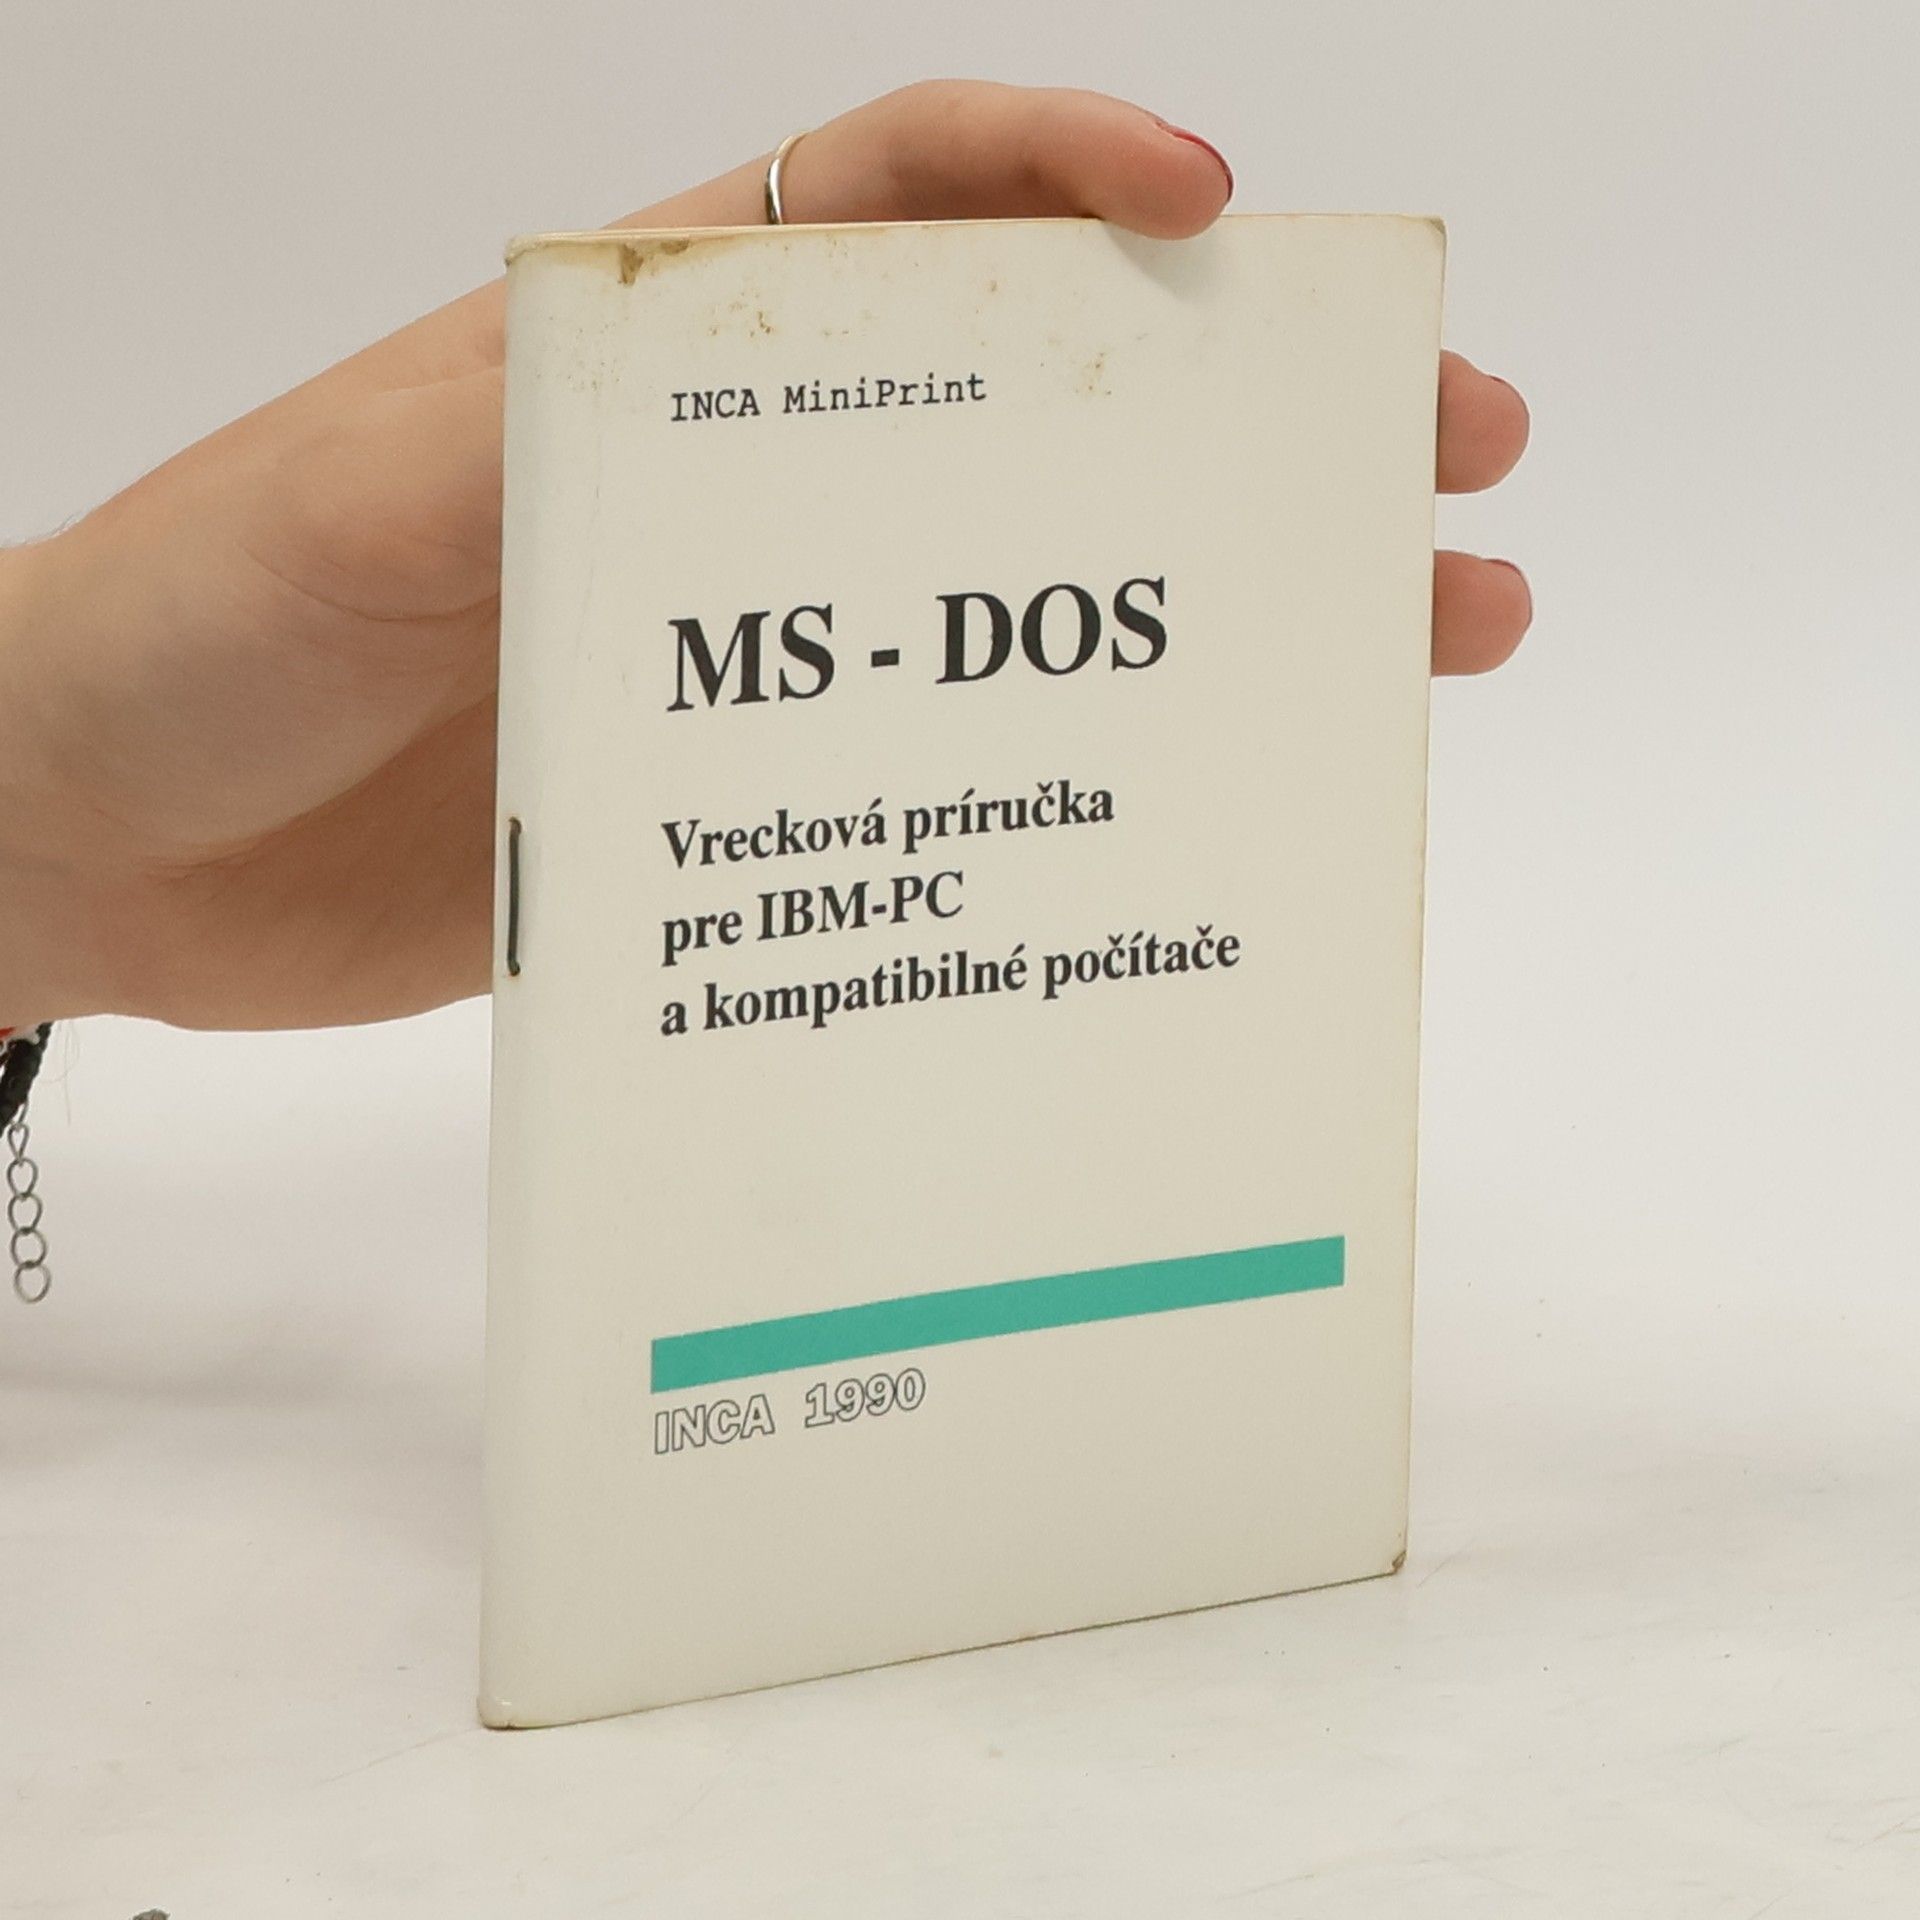 INCA MiniPrint
MS - DOS
Vrecková príručka
pre IBM-PC
a kompatibilné počítače
INCA 1990